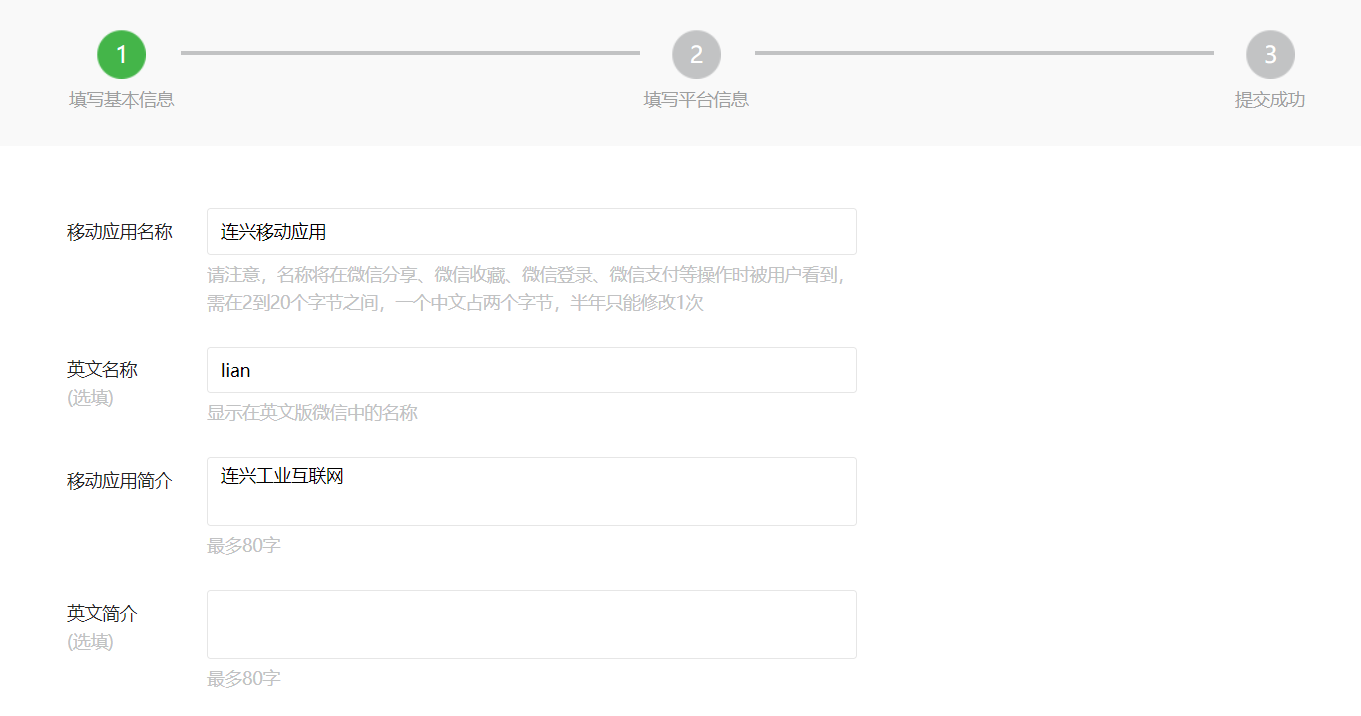 1
2
3
填写基本信息
填写平台信息
提交成功
移动应用名称
连兴移动应用
请注意，名称将在微信分享、微信收藏、微信登录、微信支付等操作时被用户看到，
需在2到20个字节之间，一个中文占两个字节，半年只能修改1次
英文名称
lian
(选填)
显示在英文版微信中的名称
移动应用简介
连兴工业互联网
最多80字
英文简介
(选填)
最多80字